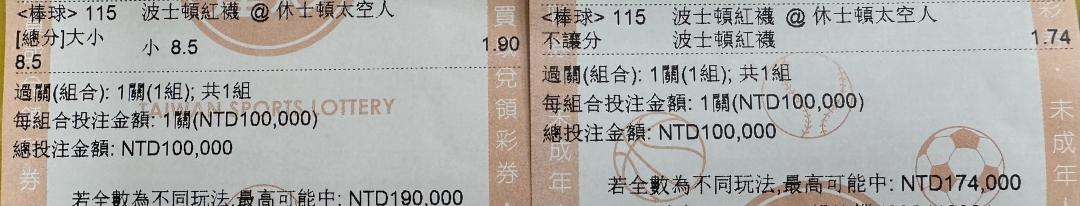 <棒球> 115 波士頓紅襪 @ 休士頓太空人
[總分]大小 小 8.5 1.90
8.5
過關(組合): 1關(1組); 共1組
TAIWAN SPORTS LOTTERY
每組合投注金額: 1關(NTD100,000)
總投注金額: NTD100,000
若全數為不同玩法,最高可能中: NTD190,000
買
兌領彩券
券
<棒球> 115 波士頓紅襪 @ 休士頓太空人
不讓分 波士頓紅襪 1.74
過關(組合): 1關(1組); 共1組
每組合投注金額: 1關(NTD100,000)
總投注金額: NTD100,000
若全數為不同玩法,最高可能中: NTD174,000
未成年
彩
未成年